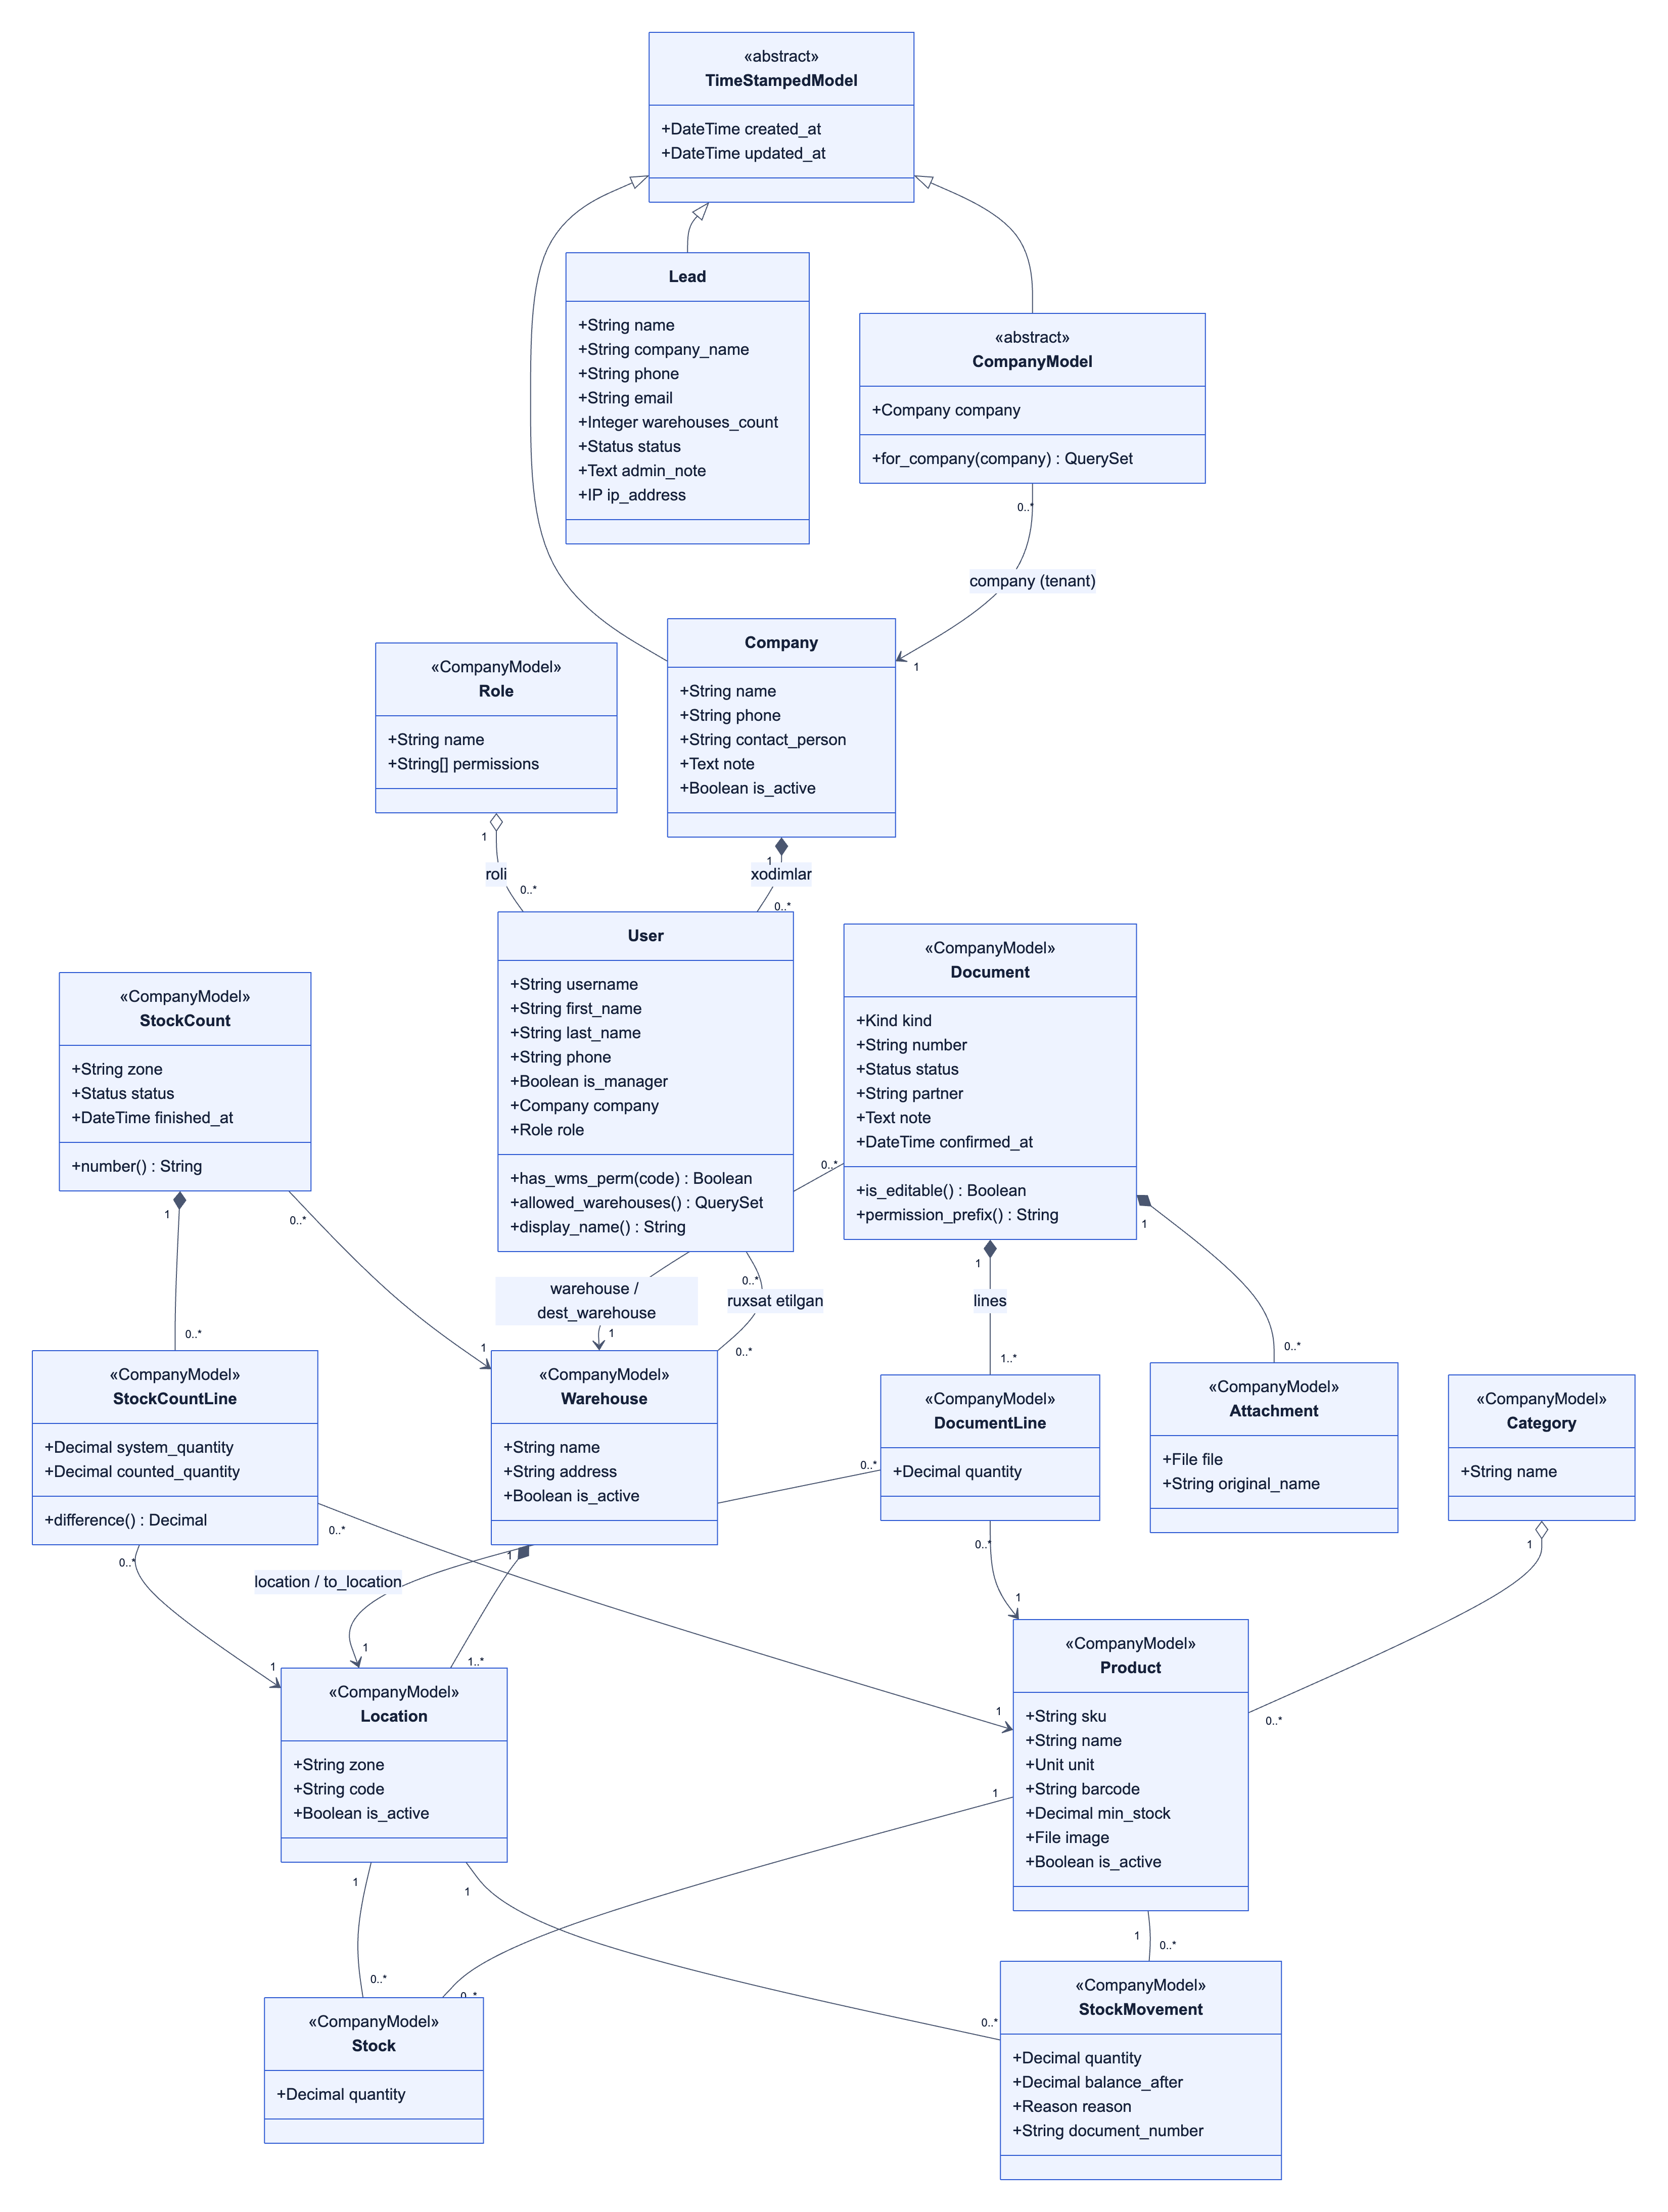 «abstract»
TimeStampedModel
+DateTime created_at
+DateTime updated_at
Lead
+String name
+String company_name
+String phone
+String email
+Integer warehouses_count
+Status status
+Text admin_note
+IP ip_address
«abstract»
CompanyModel
+Company company
+for_company(company) : QuerySet
0..*
company (tenant)
1
Company
+String name
+String phone
+String contact_person
+Text note
+Boolean is_active
«CompanyModel»
Role
+String name
+String[] permissions
1
roli
0..*
1
xodimlar
0..*
User
+String username
+String first_name
+String last_name
+String phone
+Boolean is_manager
+Company company
+Role role
+has_wms_perm(code) : Boolean
+allowed_warehouses() : QuerySet
+display_name() : String
«CompanyModel»
Document
+Kind kind
+String number
+Status status
+String partner
+Text note
+DateTime confirmed_at
+is_editable() : Boolean
+permission_prefix() : String
0..*
«CompanyModel»
StockCount
+String zone
+Status status
+DateTime finished_at
+number() : String
1
0..*
0..*
1
warehouse /
dest_warehouse
1
0..*
ruxsat etilgan
0..*
1
lines
1..*
1
0..*
«CompanyModel»
StockCountLine
+Decimal system_quantity
+Decimal counted_quantity
+difference() : Decimal
«CompanyModel»
Warehouse
+String name
+String address
+Boolean is_active
«CompanyModel»
DocumentLine
+Decimal quantity
0..*
«CompanyModel»
Attachment
+File file
+String original_name
«CompanyModel»
Category
+String name
0..*
0..*
1
location / to_location
1
1
1..*
0..*
1
1
0..*
1
«CompanyModel»
Location
+String zone
+String code
+Boolean is_active
«CompanyModel»
Product
+String sku
+String name
+Unit unit
+String barcode
+Decimal min_stock
+File image
+Boolean is_active
1
1
1
0..*
0..*
1
0..*
0..*
«CompanyModel»
Stock
+Decimal quantity
«CompanyModel»
StockMovement
+Decimal quantity
+Decimal balance_after
+Reason reason
+String document_number